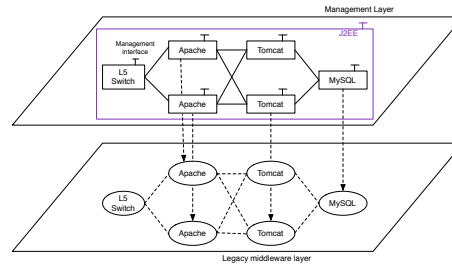 Management Layer
J2EE
Management
interface
Apache
Tomcat
L5
Switch
MySQL
Apache
Tomcat
Apache
Tomcat
L5
Switch
MySQL
Apache
Tomcat
Legacy middleware layer